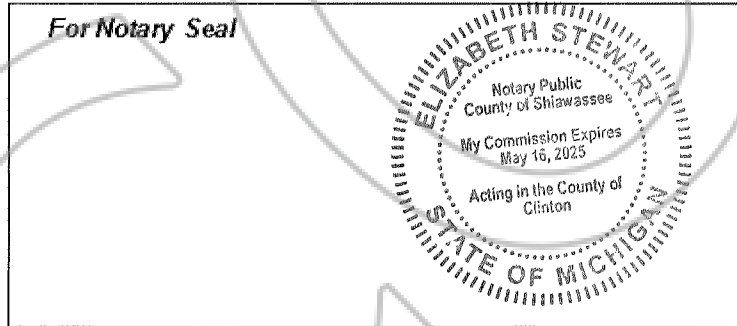 For Notary Seal
ELIZABETH STEWART
Notary Public
County of Shiawassee
My Commission Expires
May 16, 2025
Acting in the County of
Clinton
STATE OF MICHIGAN